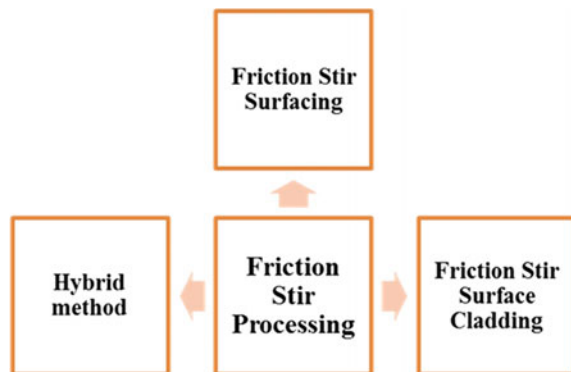 Friction Stir
Surfacing
Hybrid
method
Friction
Stir
Processing
Friction Stir
Surface
Cladding